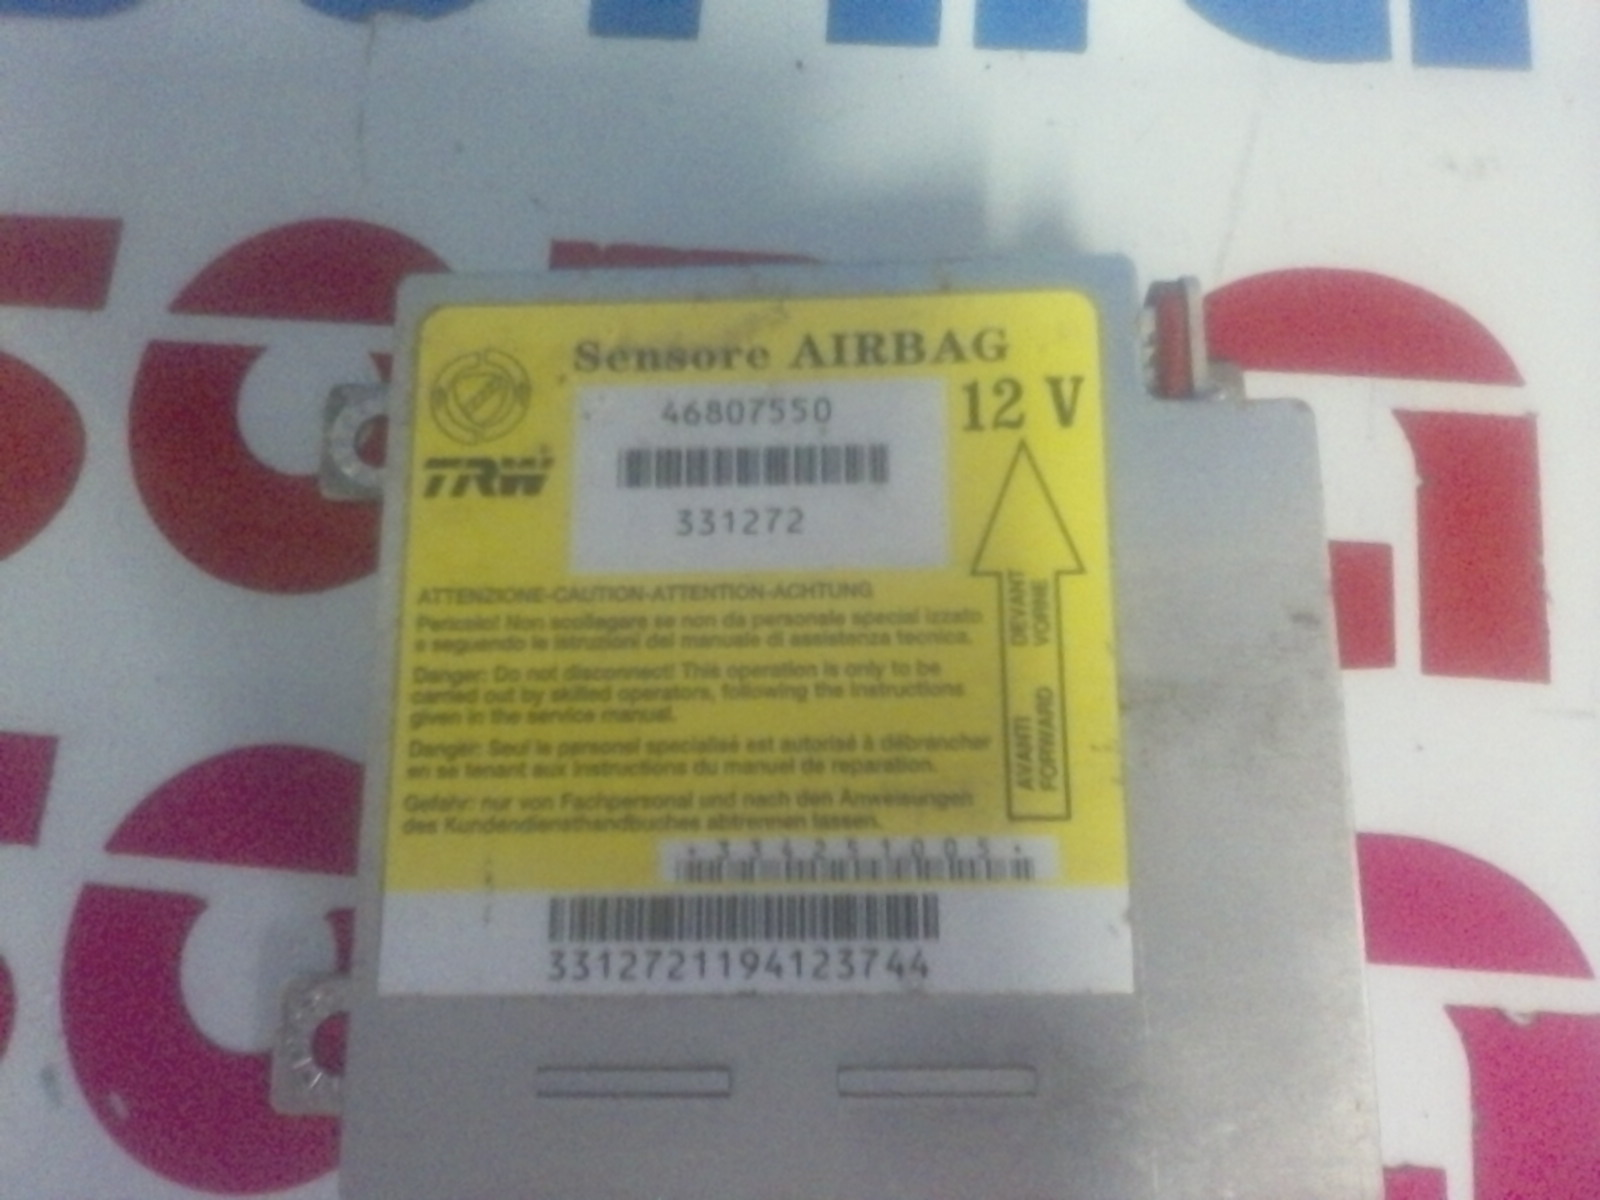 Sensore AIRBAG
12 V
46807550
TRW
331272
ATTENZIONE-CAUTION-ATTENTION-ACHTUNG
Pericolo! Non scollegare se non da personale special izzato
e seguendo le istruzioni del manuale di assistenza tecnica.
Danger: Do not disconnect! This operation is only to be
carried out by skilled operators, following the instructions
given in the service manual.
Danger: Seul le personel specialisé est autorisé à débrancher
en se tenant aux instructions du manuel de reparation.
Gefahr: nur von Fachpersonal und nach den Anweisungen
des Kundendiensthandbuches abtrennen lassen.
DEVANT
VORNE
AVANTI
FORWARD
3312721194123744